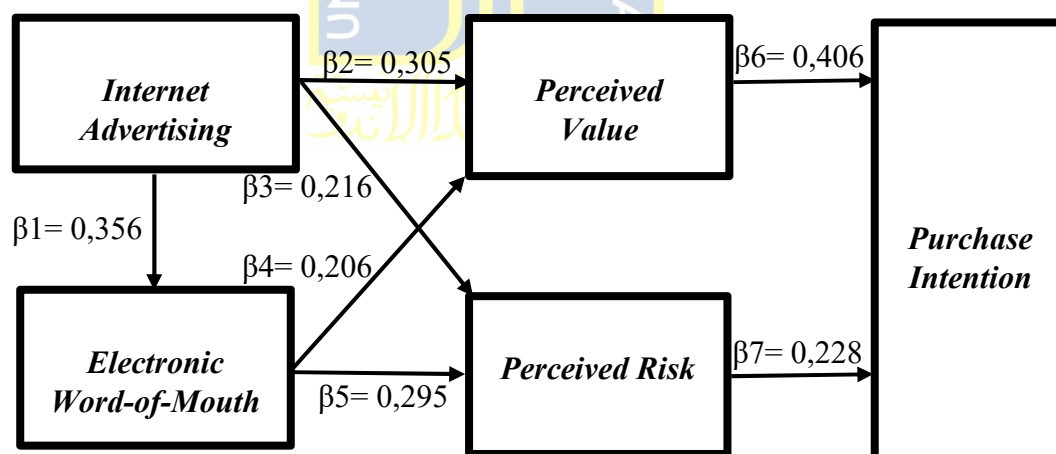 Internet
Advertising
β2= 0,305
Perceived
Value
β6= 0,406
β3= 0,216
β1= 0,356
β4= 0,206
Purchase
Intention
Electronic
Word-of-Mouth
β5= 0,295
Perceived Risk
β7= 0,228